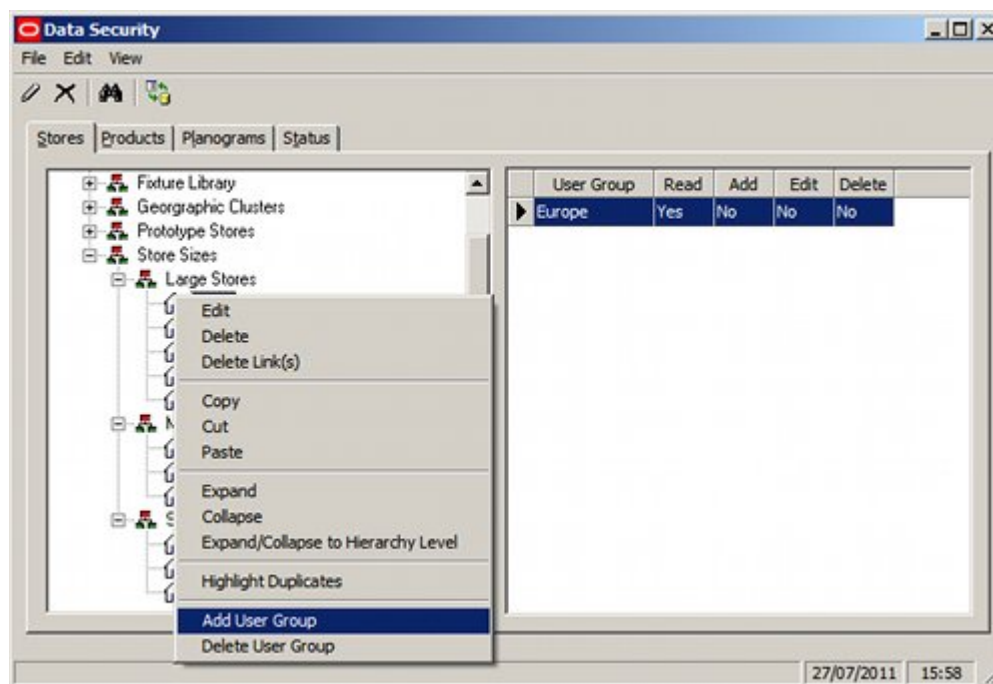 Data Security
File Edit View
Stores Products Planograms Status
Fixture Library
Georgraphic Clusters
Prototype Stores
Store Sizes
Large Stores
User Group Read Add Edit Delete
Europe Yes No No No
Edit
Delete
Delete Link(s)
Copy
Cut
Paste
Expand
Collapse
Expand/Collapse to Hierarchy Level
Highlight Duplicates
Add User Group
Delete User Group
27/07/2011 15:58